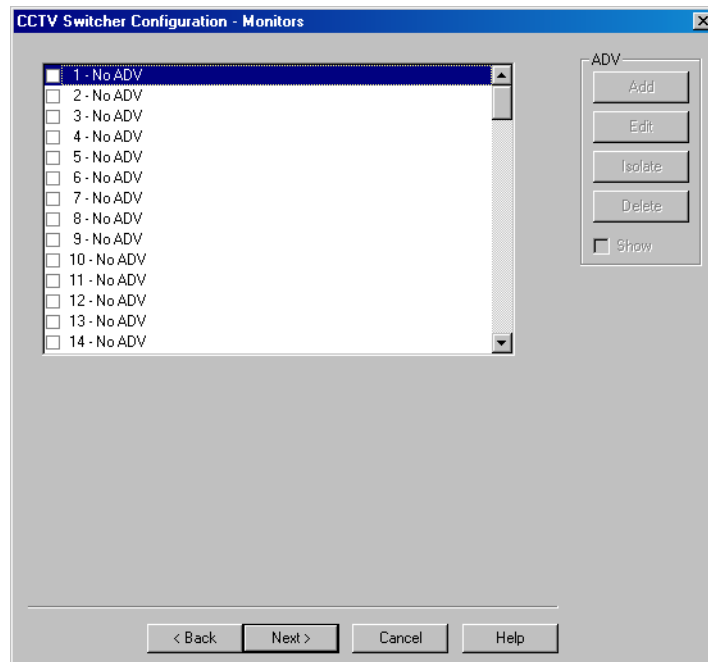 CCTV Switcher Configuration - Monitors
1 - No ADV
2 - No ADV
3 - No ADV
4 - No ADV
5 - No ADV
6 - No ADV
7 - No ADV
8 - No ADV
9 - No ADV
10 - No ADV
11 - No ADV
12 - No ADV
13 - No ADV
14 - No ADV
ADV
Add
Edit
Isolate
Delete
Show
< Back
Next >
Cancel
Help